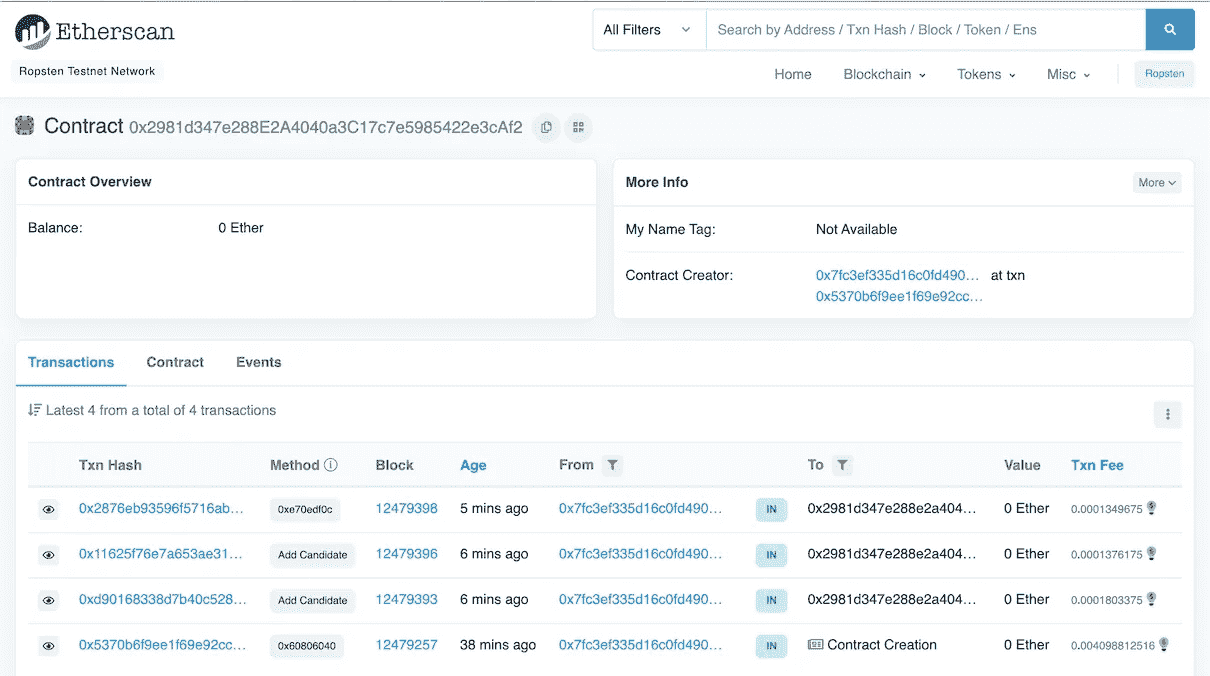 Etherscan
All Filters
Search by Address / Txn Hash / Block / Token / Ens
Ropsten Testnet Network
Home Blockchain Tokens Misc Ropsten
Contract 0x2981d347e288E2A4040a3C17c7e5985422e3cAf2
Contract Overview
Balance: 0 Ether
More Info More
My Name Tag: Not Available
Contract Creator: 0x7fc3ef335d16c0fd490... at txn
0x5370b6f9ee1f69e92cc...
Transactions Contract Events
Latest 4 from a total of 4 transactions
Txn Hash Method Block Age From To Value Txn Fee
0x2876eb93596f5716ab... 0xe70edf0c 12479398 5 mins ago 0x7fc3ef335d16c0fd490... IN 0x2981d347e288e2a404... 0 Ether 0.0001349675
0x11625f76e7a653ae31... Add Candidate 12479396 6 mins ago 0x7fc3ef335d16c0fd490... IN 0x2981d347e288e2a404... 0 Ether 0.0001376175
0xd90168338d7b40c528... Add Candidate 12479393 6 mins ago 0x7fc3ef335d16c0fd490... IN 0x2981d347e288e2a404... 0 Ether 0.0001803375
0x5370b6f9ee1f69e92cc... 0x60806040 12479257 38 mins ago 0x7fc3ef335d16c0fd490... IN Contract Creation 0 Ether 0.004098812516